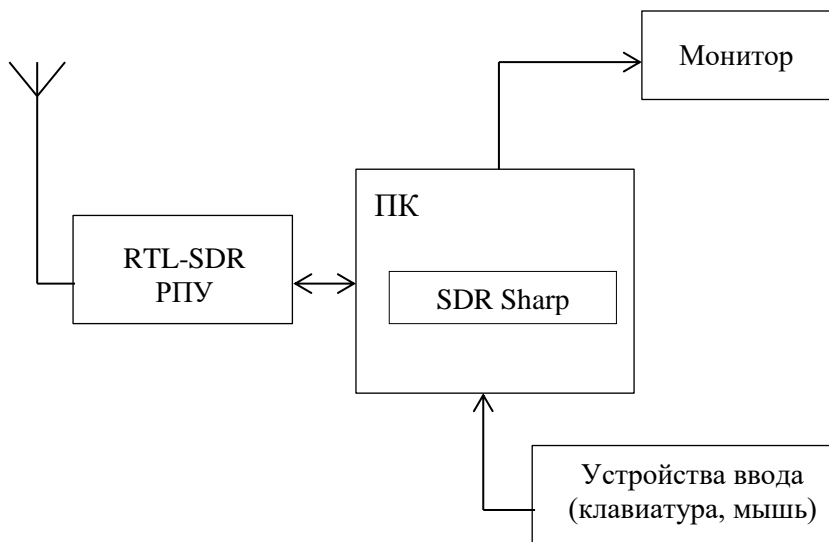 Монитор
ПК
RTL-SDR
РПУ
SDR Sharp
Устройства ввода
(клавиатура, мышь)